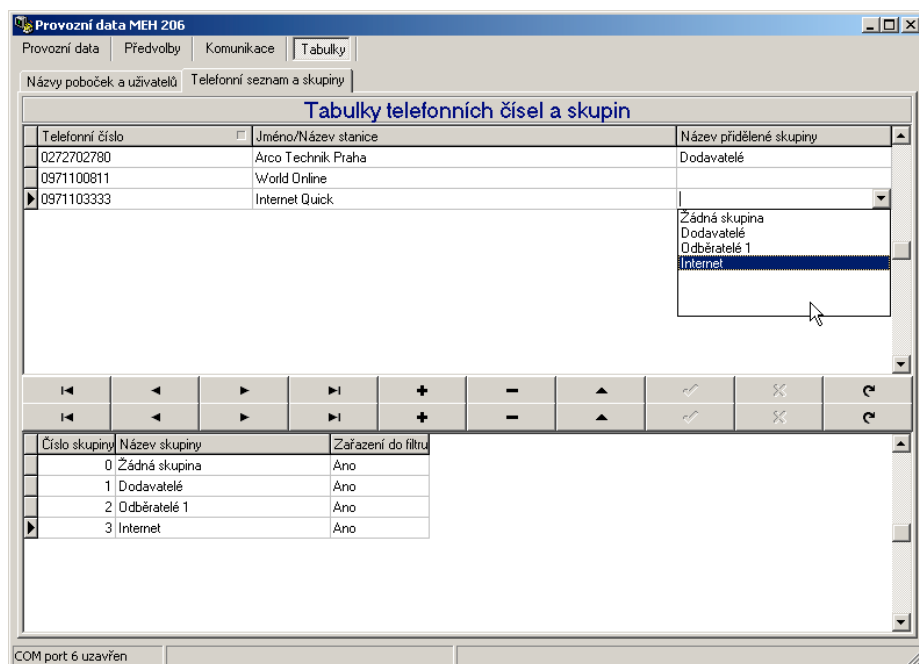 Provozní data MEH 206
Provozní data Předvolby Komunikace Tabulky
Názvy poboček a uživatelů Telefonní seznam a skupiny
Tabulky telefonních čísel a skupin
Telefonní číslo Jméno/Název stanice Název přidělené skupiny
0272702780 Arco Technik Praha Dodavatelé
0971100811 World Online
0971103333 Internet Quick
Žádná skupina
Dodavatelé
Odběratelé 1
Internet
Číslo skupiny Název skupiny Zařazení do filtru
0 Žádná skupina Ano
1 Dodavatelé Ano
2 Odběratelé 1 Ano
3 Internet Ano
COM port 6 uzavřen